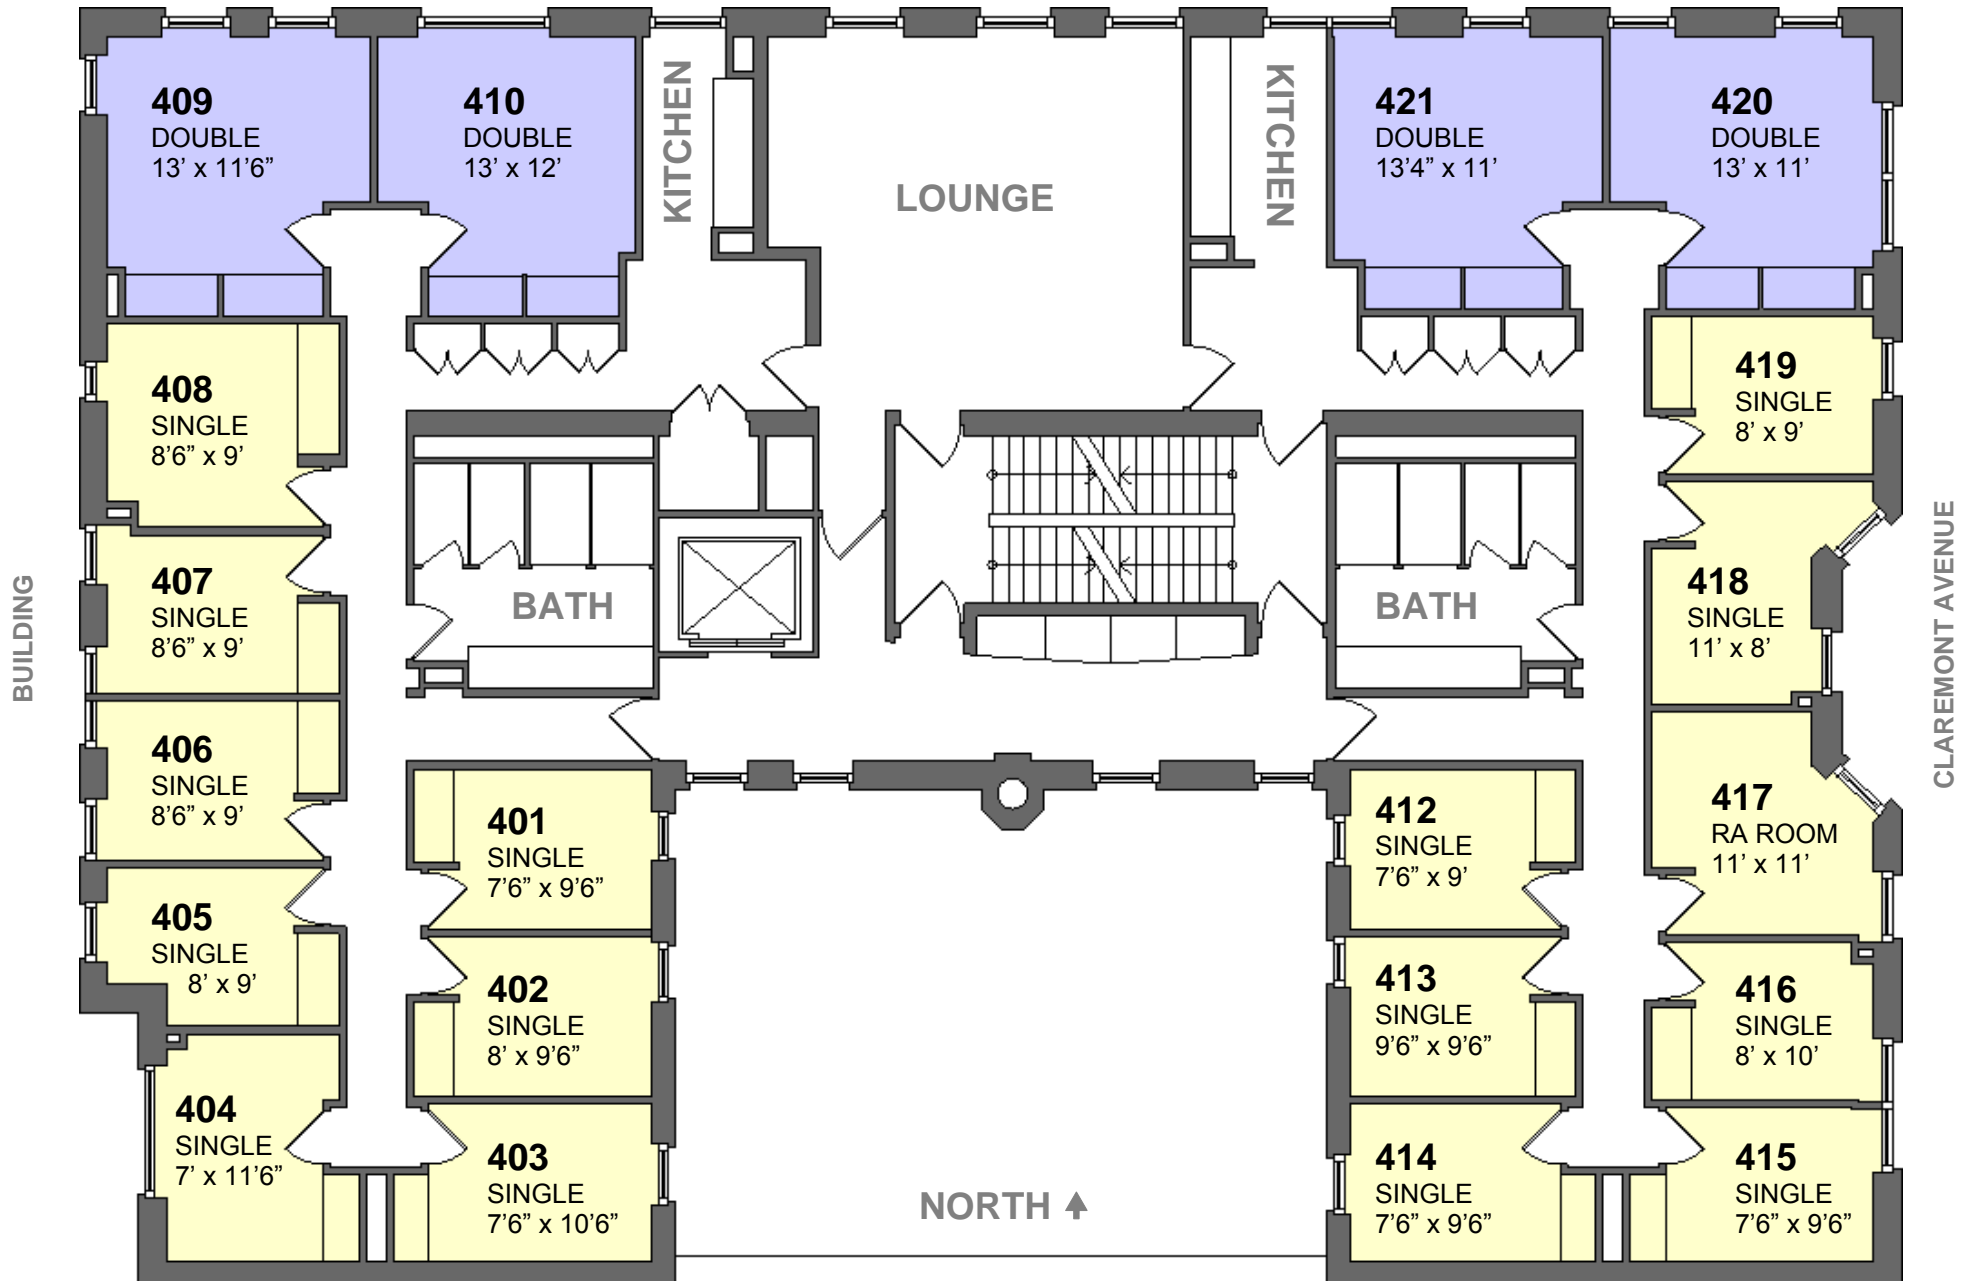 409
DOUBLE
13’ x 11’6”
410
DOUBLE
13’ x 12’
KITCHEN
LOUNGE
KITCHEN
421
DOUBLE
13’4” x 11’
420
DOUBLE
13’ x 11’
408
SINGLE
8’6” x 9’
419
SINGLE
8’ x 9’
407
SINGLE
8’6” x 9’
BATH
BATH
418
SINGLE
11’ x 8’
BUILDING
CLAREMONT AVENUE
406
SINGLE
8’6” x 9’
401
SINGLE
7’6” x 9’6”
412
SINGLE
7’6” x 9’
417
RA ROOM
11’ x 11’
405
SINGLE
8’ x 9’
402
SINGLE
8’ x 9’6”
413
SINGLE
9’6” x 9’6”
416
SINGLE
8’ x 10’
404
SINGLE
7’ x 11’6”
403
SINGLE
7’6” x 10’6”
NORTH
414
SINGLE
7’6” x 9’6”
415
SINGLE
7’6” x 9’6”